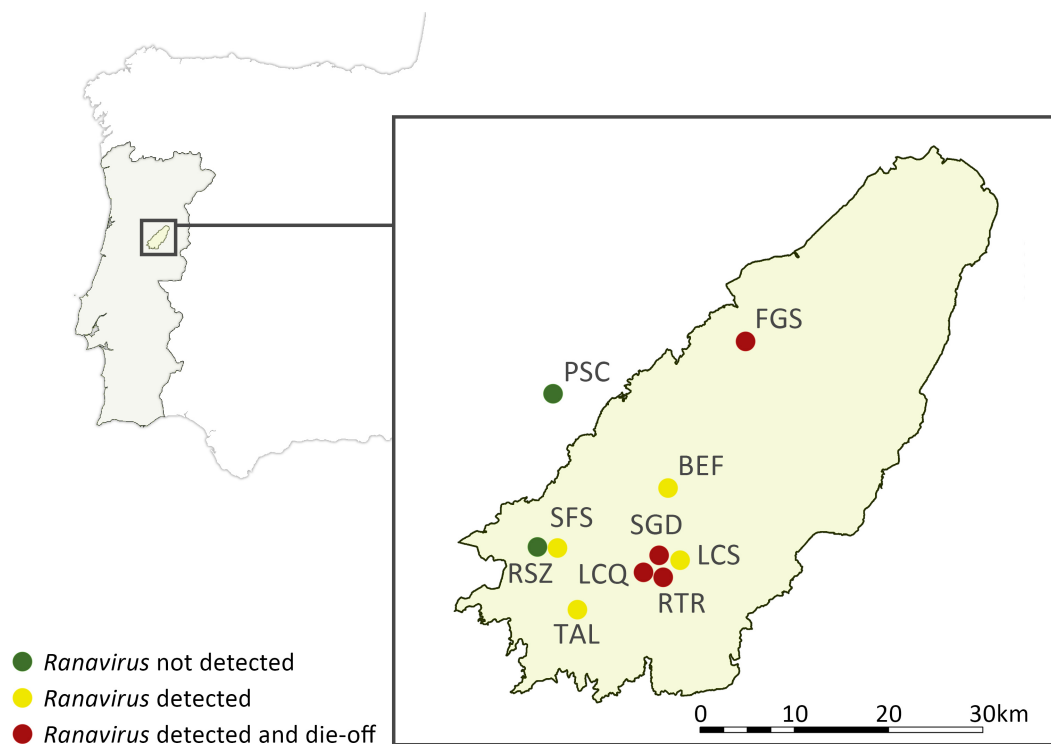 FGS
PSC
BEF
SFS
SGD
LCS
RSZ
LCQ
RTR
TAL
Ranavirus not detected
Ranavirus detected
Ranavirus detected and die-off
0 10 20 30km